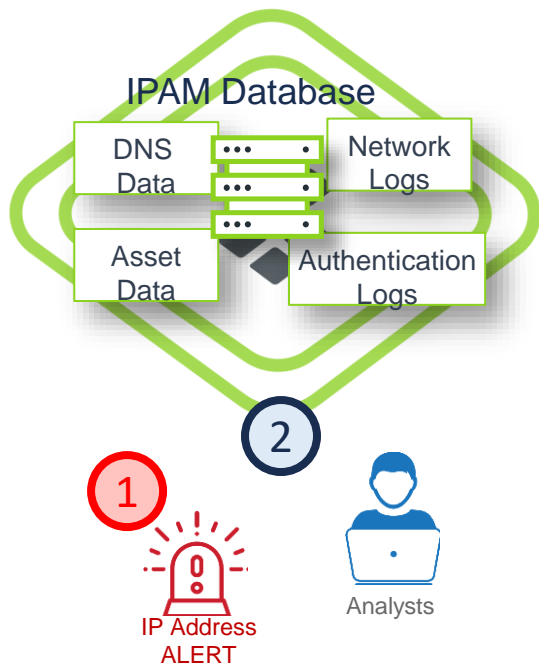 IPAM Database
DNS
Data
Network
Logs
Asset
Data
Authentication
Logs
2
1
IP Address
ALERT
Analysts